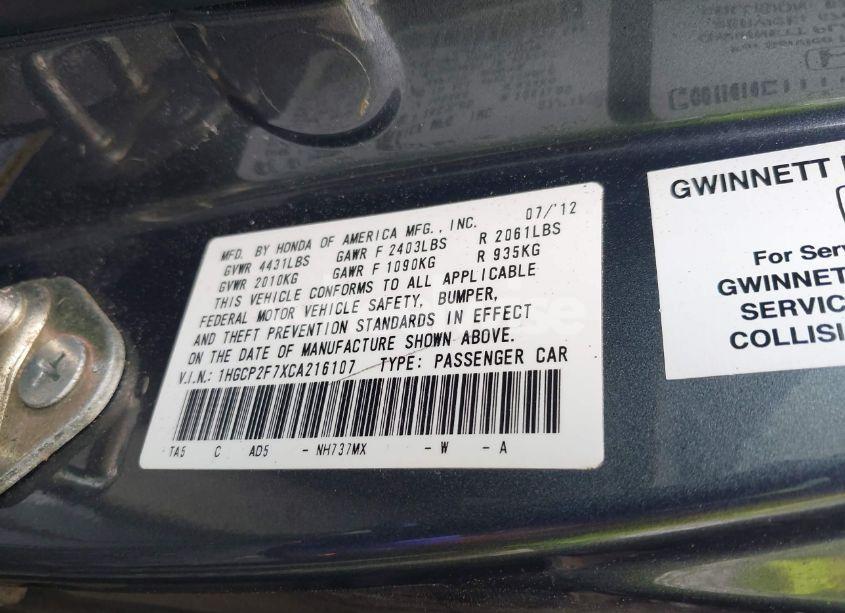 MFD. BY HONDA OF AMERICA MFG., INC. 07/'12
GVWR 4431LBS GAWR F 2403LBS R 2061LBS
GVWR 2010KG GAWR F 1090KG R 935KG
THIS VEHICLE CONFORMS TO ALL APPLICABLE
FEDERAL MOTOR VEHICLE SAFETY, BUMPER,
AND THEFT PREVENTION STANDARDS IN EFFECT
ON THE DATE OF MANUFACTURE SHOWN ABOVE.
V.I.N.: 1HGCP2F7XCA216107 TYPE: PASSENGER CAR
TA5 C AD5 - NH737MX - W - A
GWINNETT
For Serv
GWINNETT
SERVIC
COLLISI